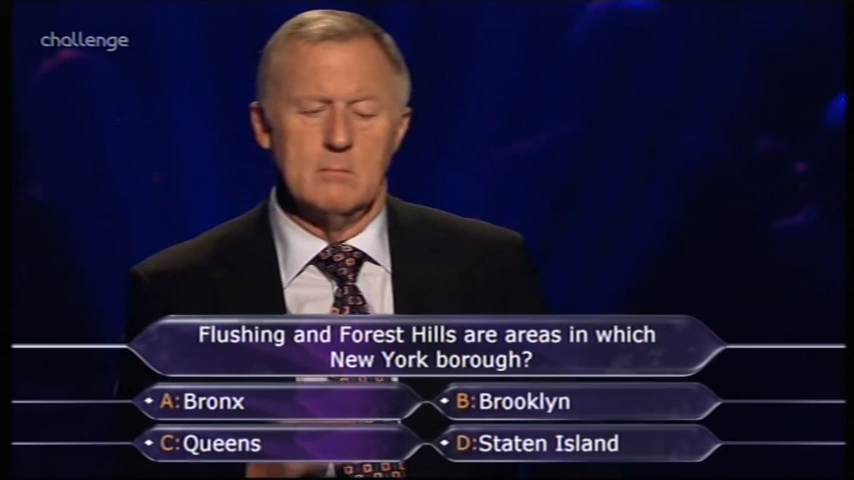 challenge
Flushing and Forest Hills are areas in which
New York borough?
A: Bronx
B: Brooklyn
C: Queens
D: Staten Island